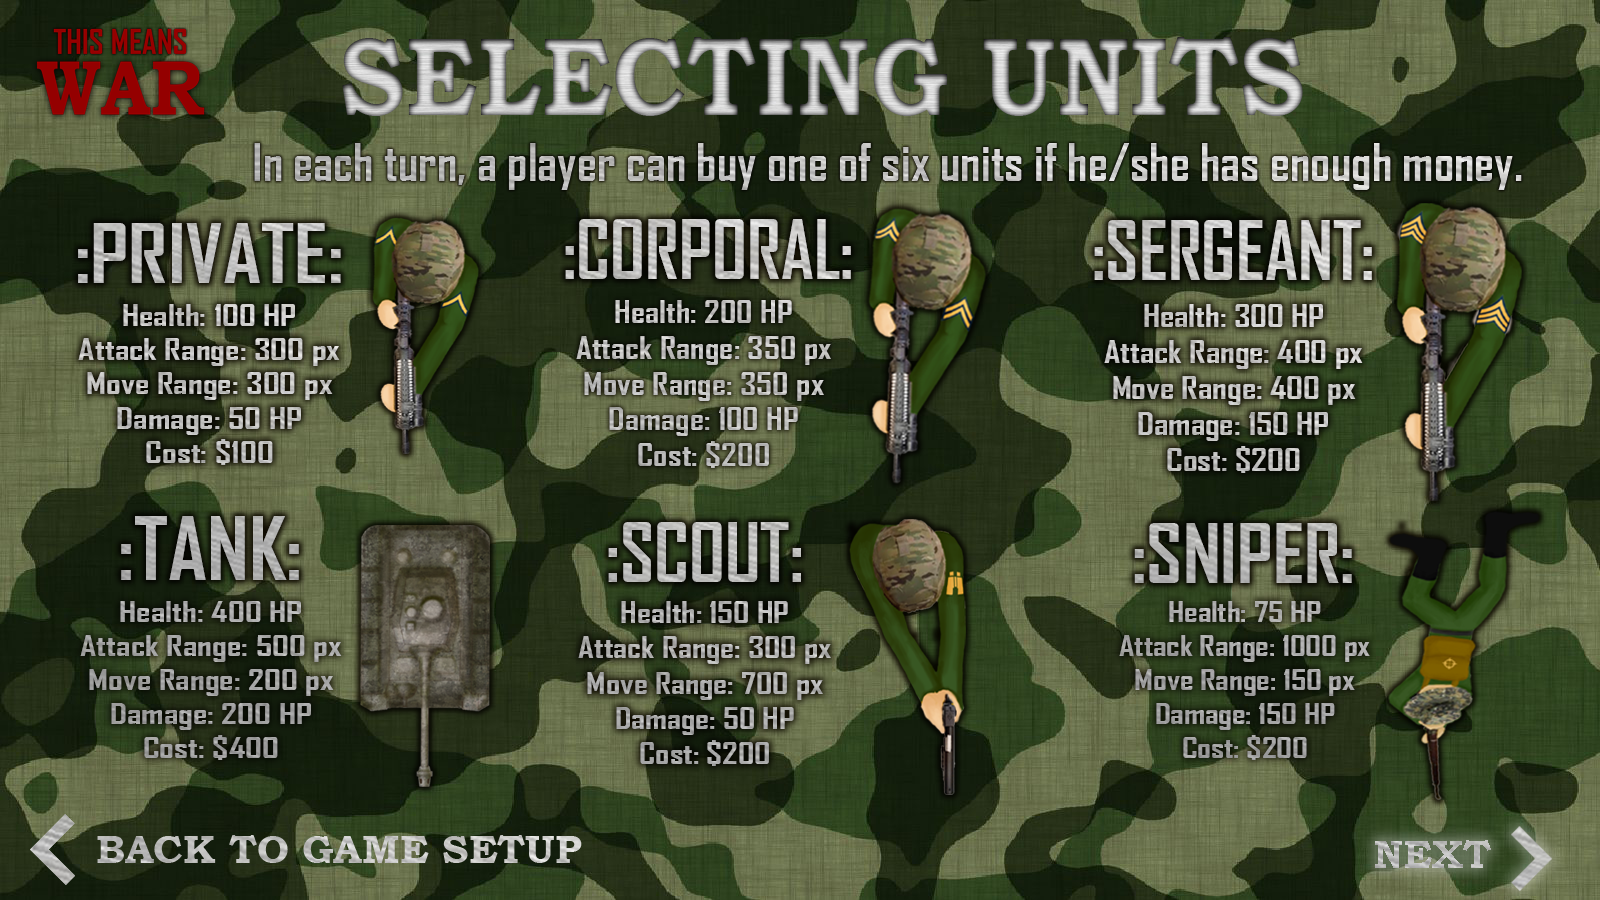 THIS MEANS
WAR
SELECTING UNITS
In each turn, a player can buy one of six units if he/she has enough money.
:PRIVATE:
Health: 100 HP
Attack Range: 300 px
Move Range: 300 px
Damage: 50 HP
Cost: $100
:CORPORAL:
Health: 200 HP
Attack Range: 350 px
Move Range: 350 px
Damage: 100 HP
Cost: $200
:SERGEANT:
Health: 300 HP
Attack Range: 400 px
Move Range: 400 px
Damage: 150 HP
Cost: $200
:TANK:
Health: 400 HP
Attack Range: 500 px
Move Range: 200 px
Damage: 200 HP
Cost: $400
:SCOUT:
Health: 150 HP
Attack Range: 300 px
Move Range: 700 px
Damage: 50 HP
Cost: $200
:SNIPER:
Health: 75 HP
Attack Range: 1000 px
Move Range: 150 px
Damage: 150 HP
Cost: $200
BACK TO GAME SETUP
NEXT